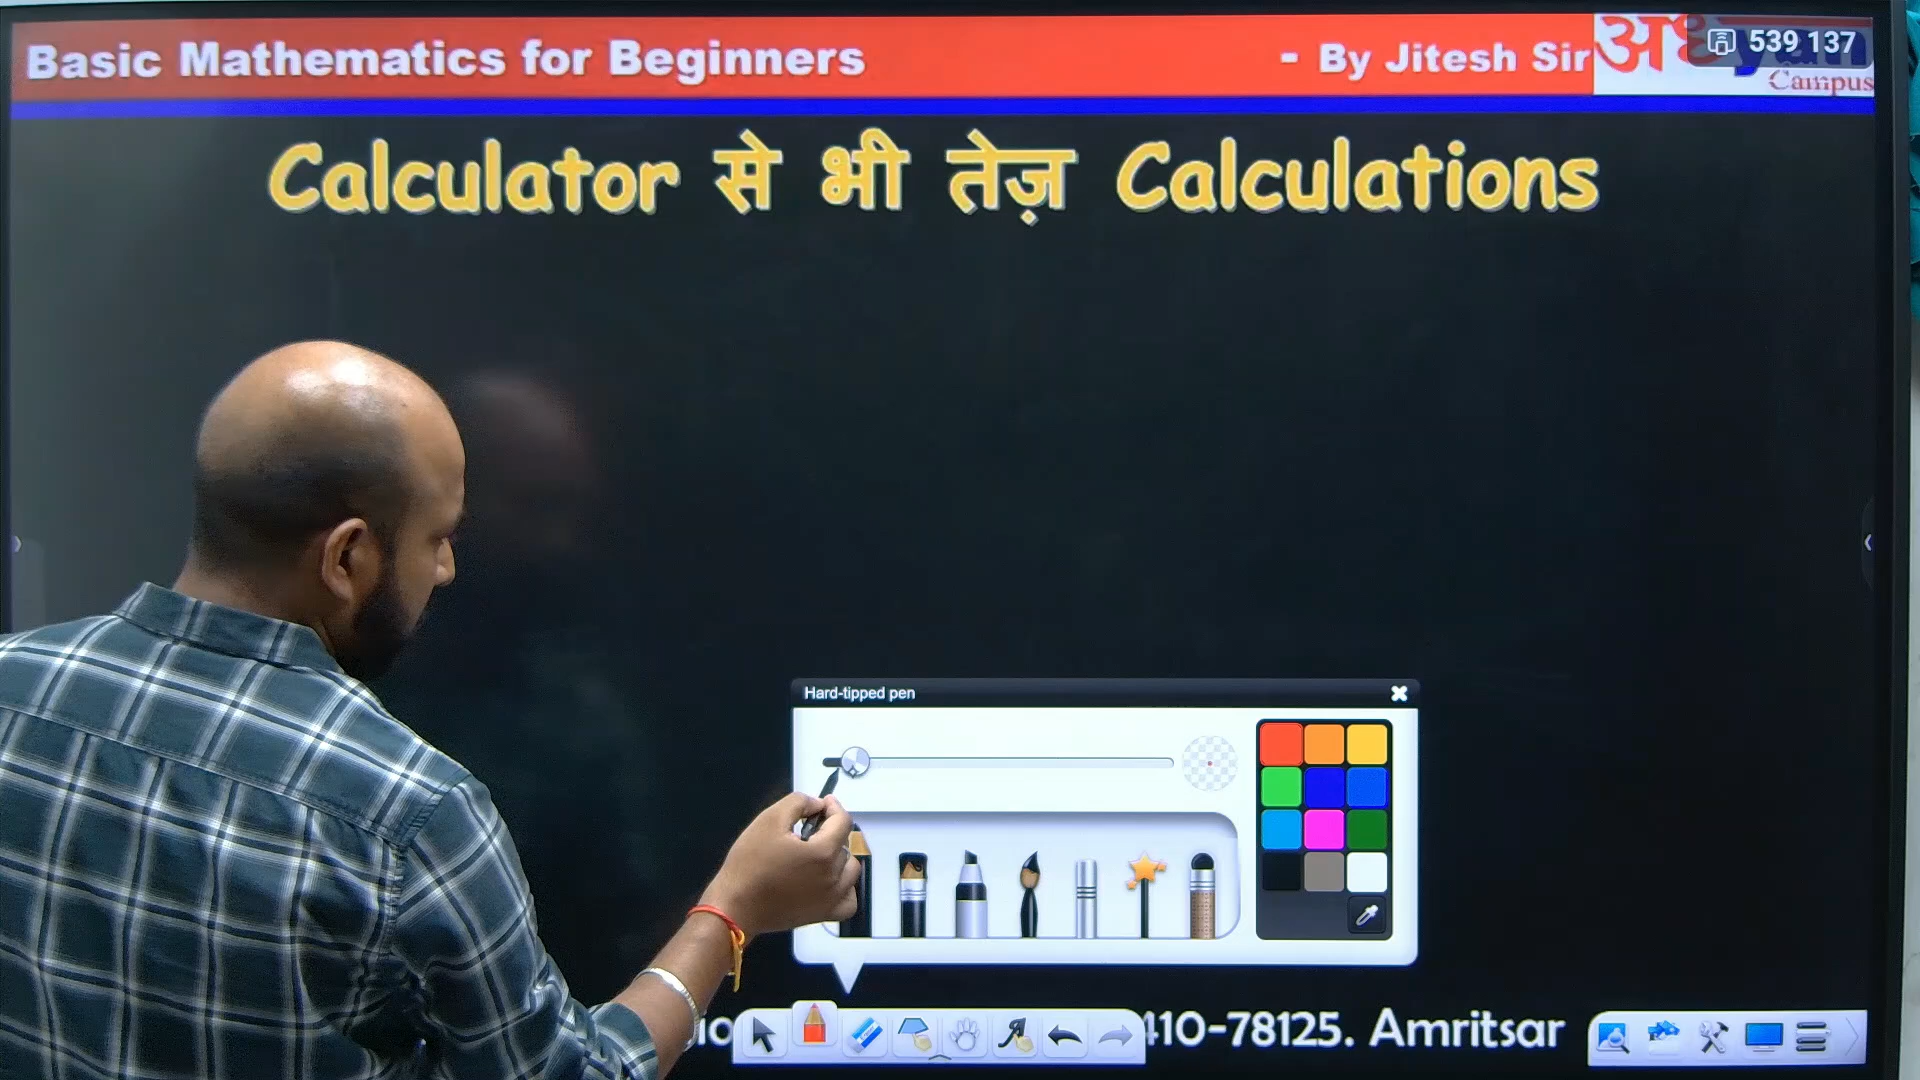 Basic Mathematics for Beginners - By Jitesh Sir
539 137
Campus
Calculator से भी तेज़ Calculations
Hard-tipped pen
410-78125. Amritsar